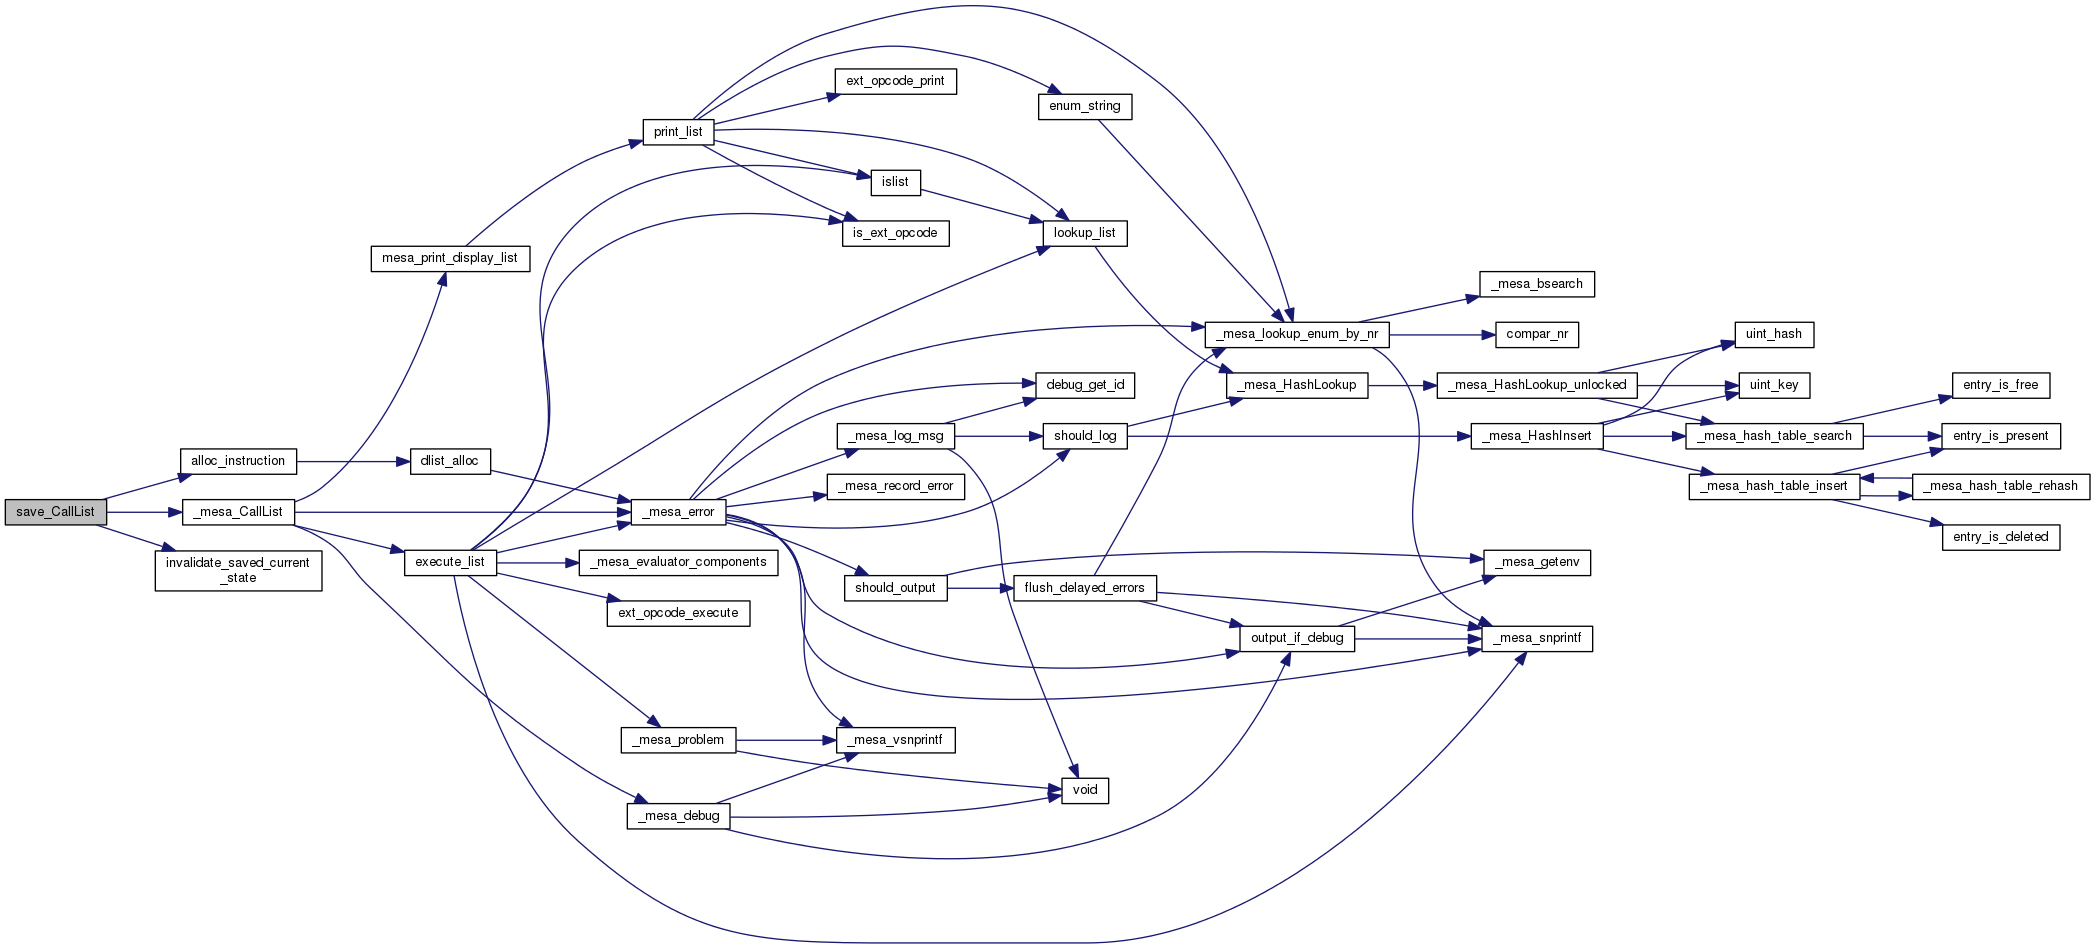 save_CallList
alloc_instruction
_mesa_CallList
invalidate_saved_current
_state
mesa_print_display_list
dlist_alloc
execute_list
print_list
_mesa_error
_mesa_evaluator_components
ext_opcode_execute
_mesa_problem
_mesa_debug
ext_opcode_print
islist
is_ext_opcode
_mesa_log_msg
_mesa_record_error
should_output
_mesa_vsnprintf
enum_string
lookup_list
debug_get_id
should_log
flush_delayed_errors
void
_mesa_lookup_enum_by_nr
_mesa_HashLookup
output_if_debug
_mesa_bsearch
compar_nr
_mesa_HashLookup_unlocked
_mesa_HashInsert
_mesa_getenv
_mesa_snprintf
uint_hash
uint_key
_mesa_hash_table_search
_mesa_hash_table_insert
entry_is_free
entry_is_present
_mesa_hash_table_rehash
entry_is_deleted